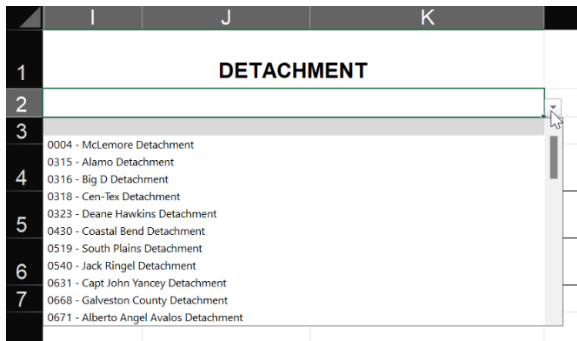 I J K
1 DETACHMENT
2
3
0004 - McLemore Detachment
0315 - Alamo Detachment
4 0316 - Big D Detachment
0318 - Cen-Tex Detachment
5 0323 - Deane Hawkins Detachment
0430 - Coastal Bend Detachment
0519 - South Plains Detachment
6 0540 - Jack Ringel Detachment
0631 - Capt John Yancey Detachment
7 0668 - Galveston County Detachment
0671 - Alberto Angel Avalos Detachment